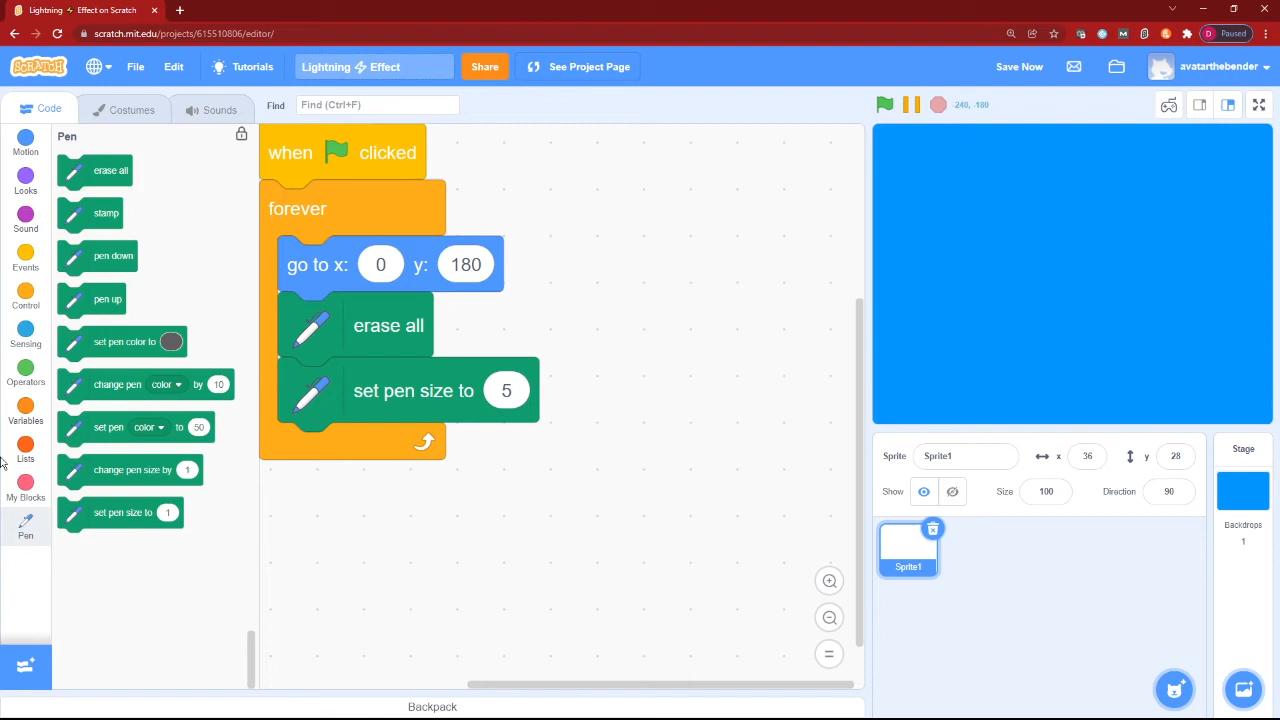 Lightning ⚡ Effect on Scratch
scratch.mit.edu/projects/615510806/editor/
D Paused
SCRATCH
File
Edit
Tutorials
Lightning ⚡ Effect
Share
See Project Page
Save Now
avatarthebender
Code
Costumes
Sounds
Find
Find (Ctrl+F)
-240, -180
Motion
Looks
Sound
Events
Control
Sensing
Operators
Variables
Lists
My Blocks
Pen
Pen
erase all
stamp
pen down
pen up
set pen color to
change pen color by 10
set pen color to 50
change pen size by 1
set pen size to 1
when clicked
forever
go to x: 0 y: 180
erase all
set pen size to 5
Backpack
Sprite Sprite1 x 36 y 28
Show Size 100 Direction 90
Sprite1
Stage
Backdrops
1